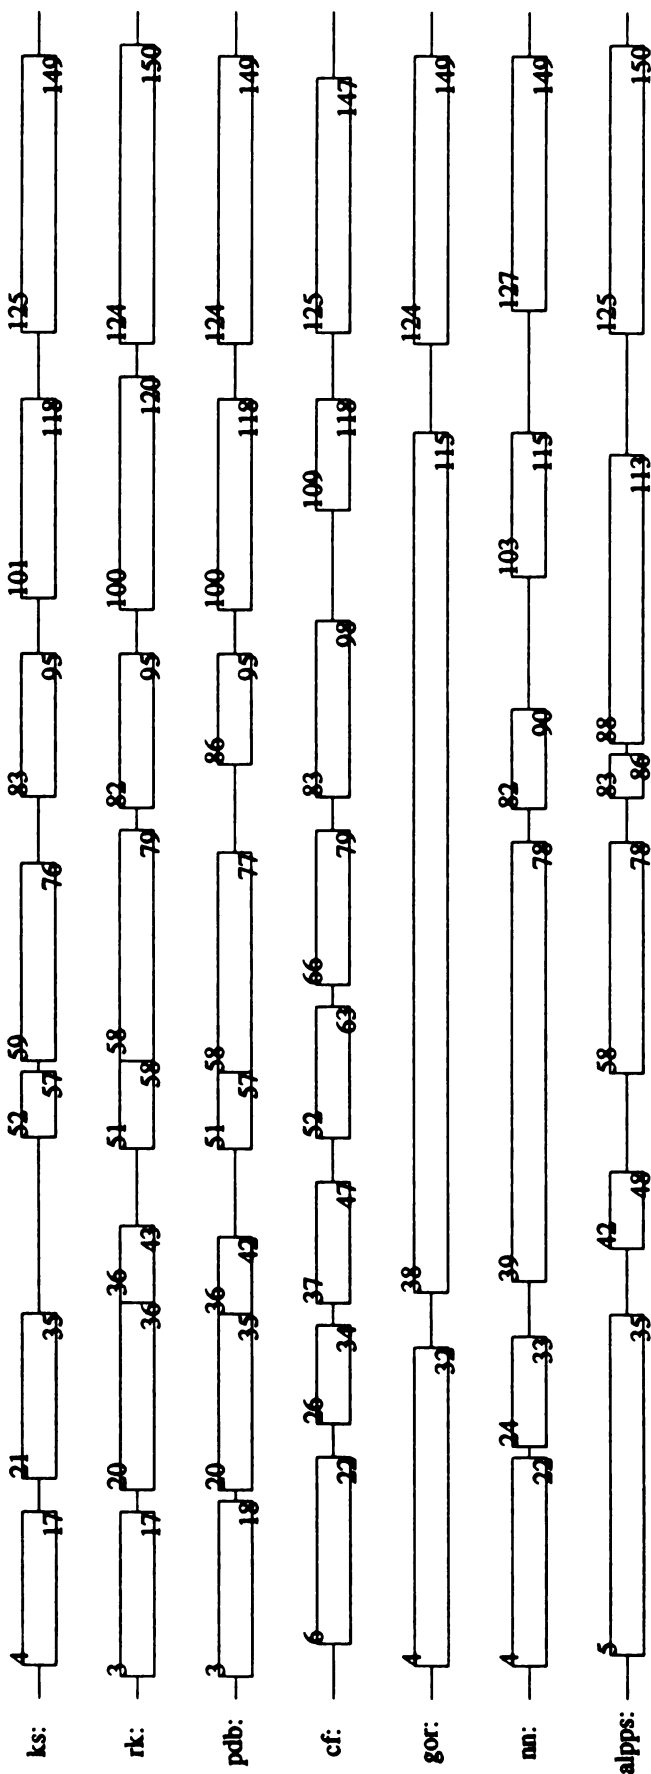 ks: 4 17 21 35 52 57 59 76 83 95 101 118 125 149
rk: 3 17 20 36 36 43 51 58 58 79 82 95 100 120 124 150
pdb: 3 18 20 35 36 42 51 57 58 77 86 95 100 118 124 149
cf: 6 22 26 34 37 47 52 63 66 79 83 98 109 118 125 147
gor: 4 32 38 115 124 149
nn: 4 22 24 33 39 78 82 90 103 115 127 149
alpps: 5 35 42 48 58 78 83 86 88 113 125 150